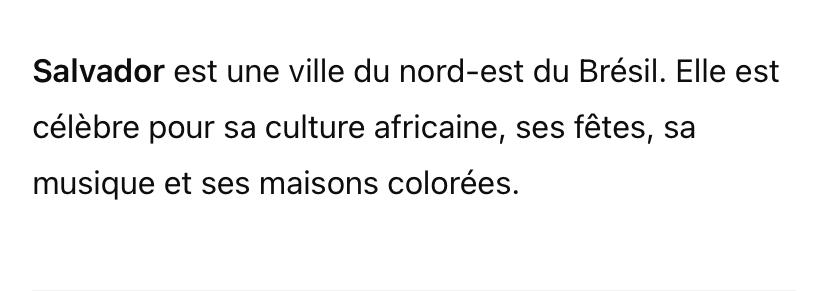 Salvador est une ville du nord-est du Brésil. Elle est
célèbre pour sa culture africaine, ses fêtes, sa
musique et ses maisons colorées.